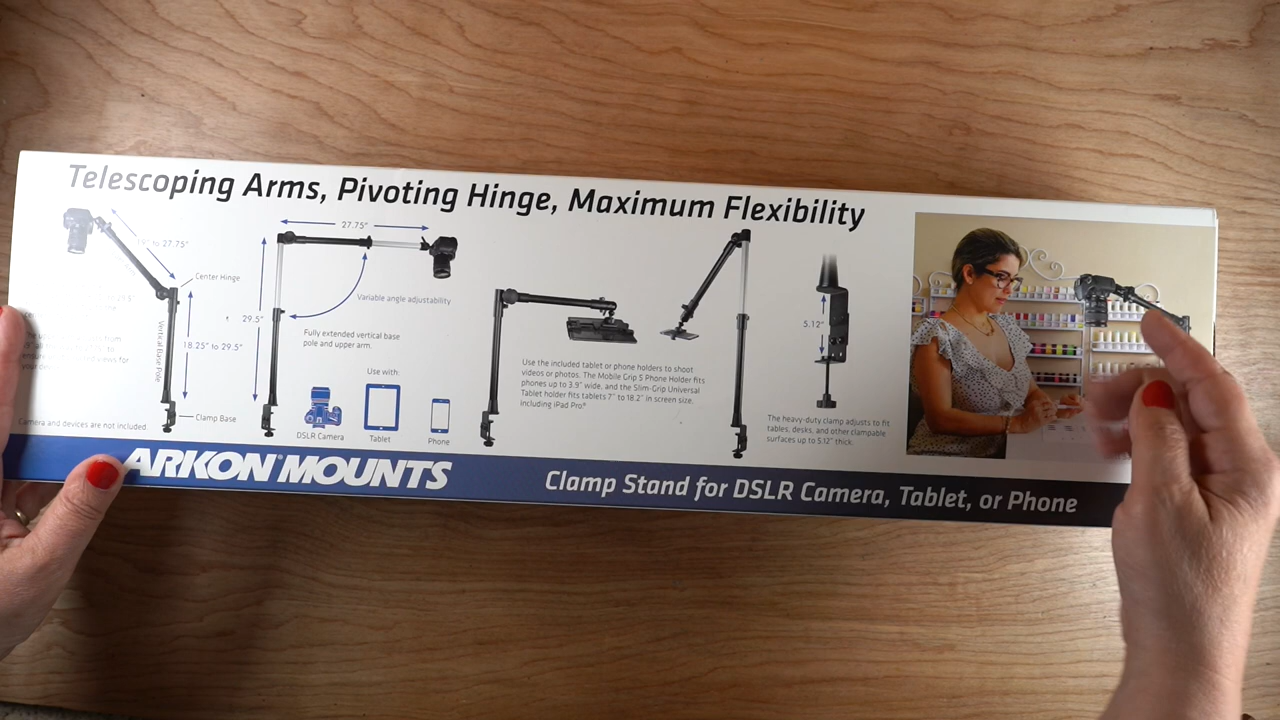 Telescoping Arms, Pivoting Hinge, Maximum Flexibility
to 27.75"
Center Hinge
Vertical Base Pole
18.25" to 29.5"
Clamp Base
Camera and devices are not included.
27.75"
29.5"
Variable angle adjustability
Fully extended vertical base
pole and upper arm.
Use with:
DSLR Camera
Tablet
Phone
Use the included tablet or phone holders to shoot
videos or photos. The Mobile Grip 5 Phone Holder fits
phones up to 3.9" wide, and the Slim-Grip Universal
Tablet holder fits tablets 7" to 18.2" in screen size,
including iPad Pro®
5.12"
The heavy-duty clamp adjusts to fit
tables, desks, and other clampable
surfaces up to 5.12" thick.
ARKON® MOUNTS
Clamp Stand for DSLR Camera, Tablet, or Phone